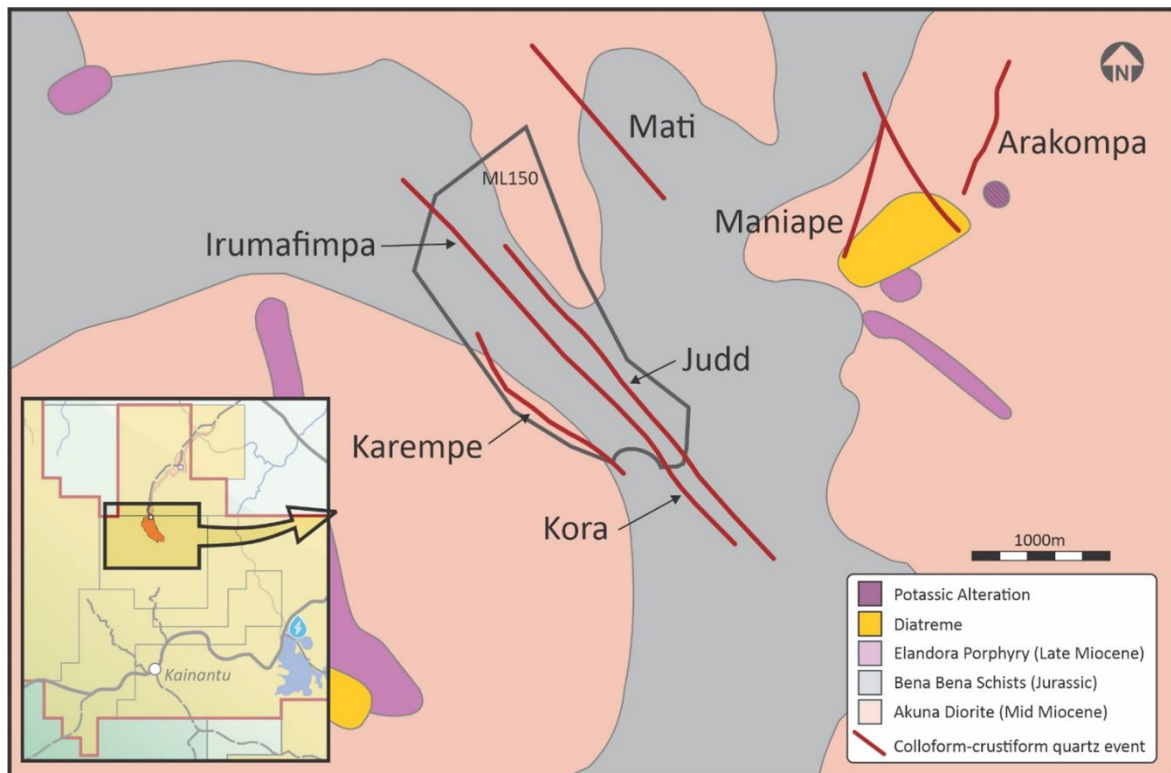 N
Mati
Arakompa
ML150
Maniape
Irumafimpa
Judd
Karempe
Kora
1000m
Kainantu
Potassic Alteration
Diatreme
Elandora Porphyry (Late Miocene)
Bena Bena Schists (Jurassic)
Akuna Diorite (Mid Miocene)
Colloform-crustiform quartz event